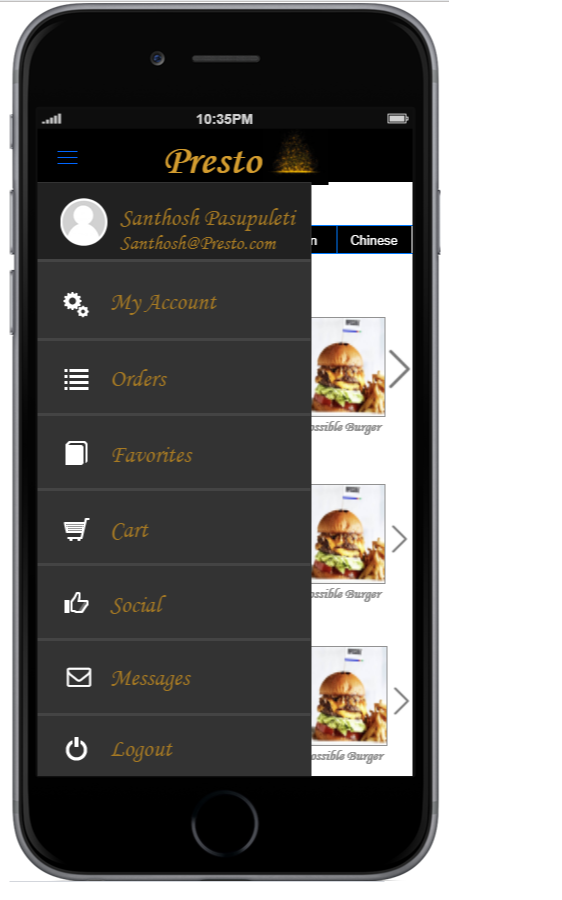 10:35PM
Presto
Santhosh Pasupuleti
Santhosh@Presto.com
n
Chinese
My Account
Orders
ossible Burger
Favorites
Cart
ossible Burger
Social
Messages
Logout
ossible Burger